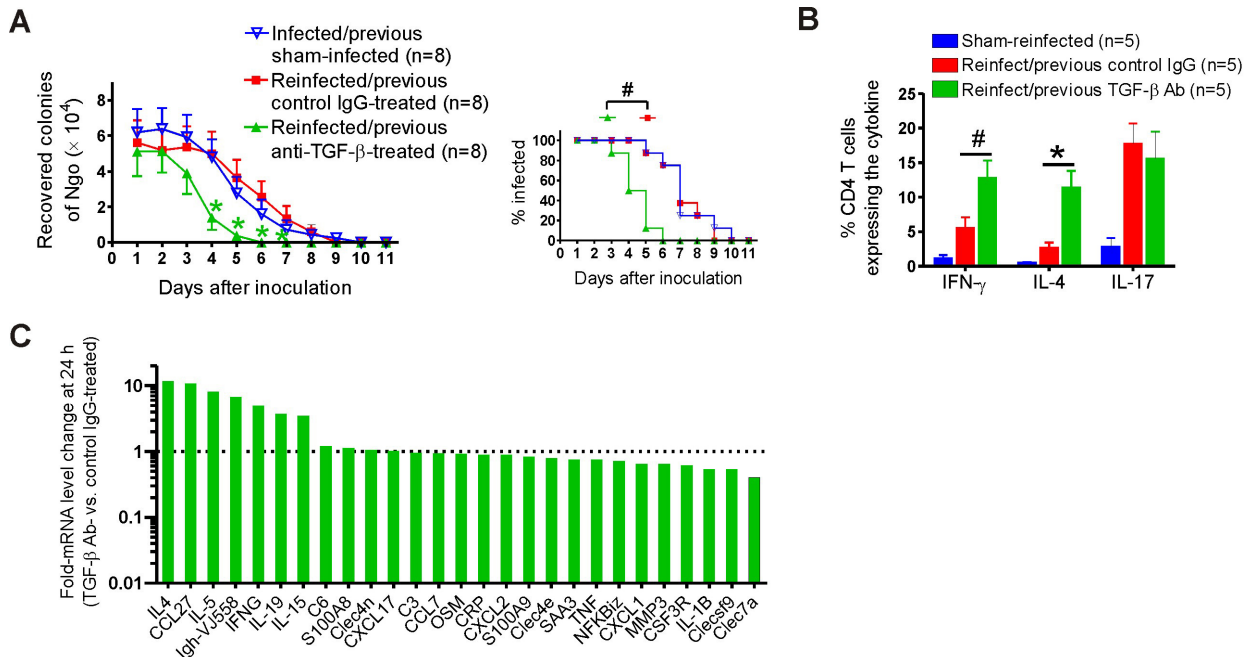 A
Infected/previous
sham-infected (n=8)
Reinfected/previous
control IgG-treated (n=8)
Reinfected/previous
anti-TGF-β-treated (n=8)
Recovered colonies
of Ngo (× 10⁴)
8
6
4
2
0
* * * *
0 1 2 3 4 5 6 7 8 9 10 11
Days after inoculation
#
% infected
100
80
60
40
20
0
1 2 3 4 5 6 7 8 9 10 11
Days after inoculation
B
Sham-reinfected (n=5)
Reinfect/previous control IgG (n=5)
Reinfect/previous TGF-β Ab (n=5)
% CD4 T cells
expressing the cytokine
25
20
15
10
5
0
# *
IFN-γ IL-4 IL-17
C
Fold-mRNA level change at 24 h
(TGF-β Ab- vs. control IgG-treated)
10
1
0.1
0.01
IL4
CCL27
IL-5
Igh-VJ558
IFNG
IL-19
IL-15
C6
S100A8
Clec4n
CXCL17
C3
CCL7
OSM
CRP
CXCL2
S100A9
Clec4e
SAA3
TNF
NFKBiz
CXCL1
MMP3
CSF3R
IL-1B
Clecsf9
Clec7a